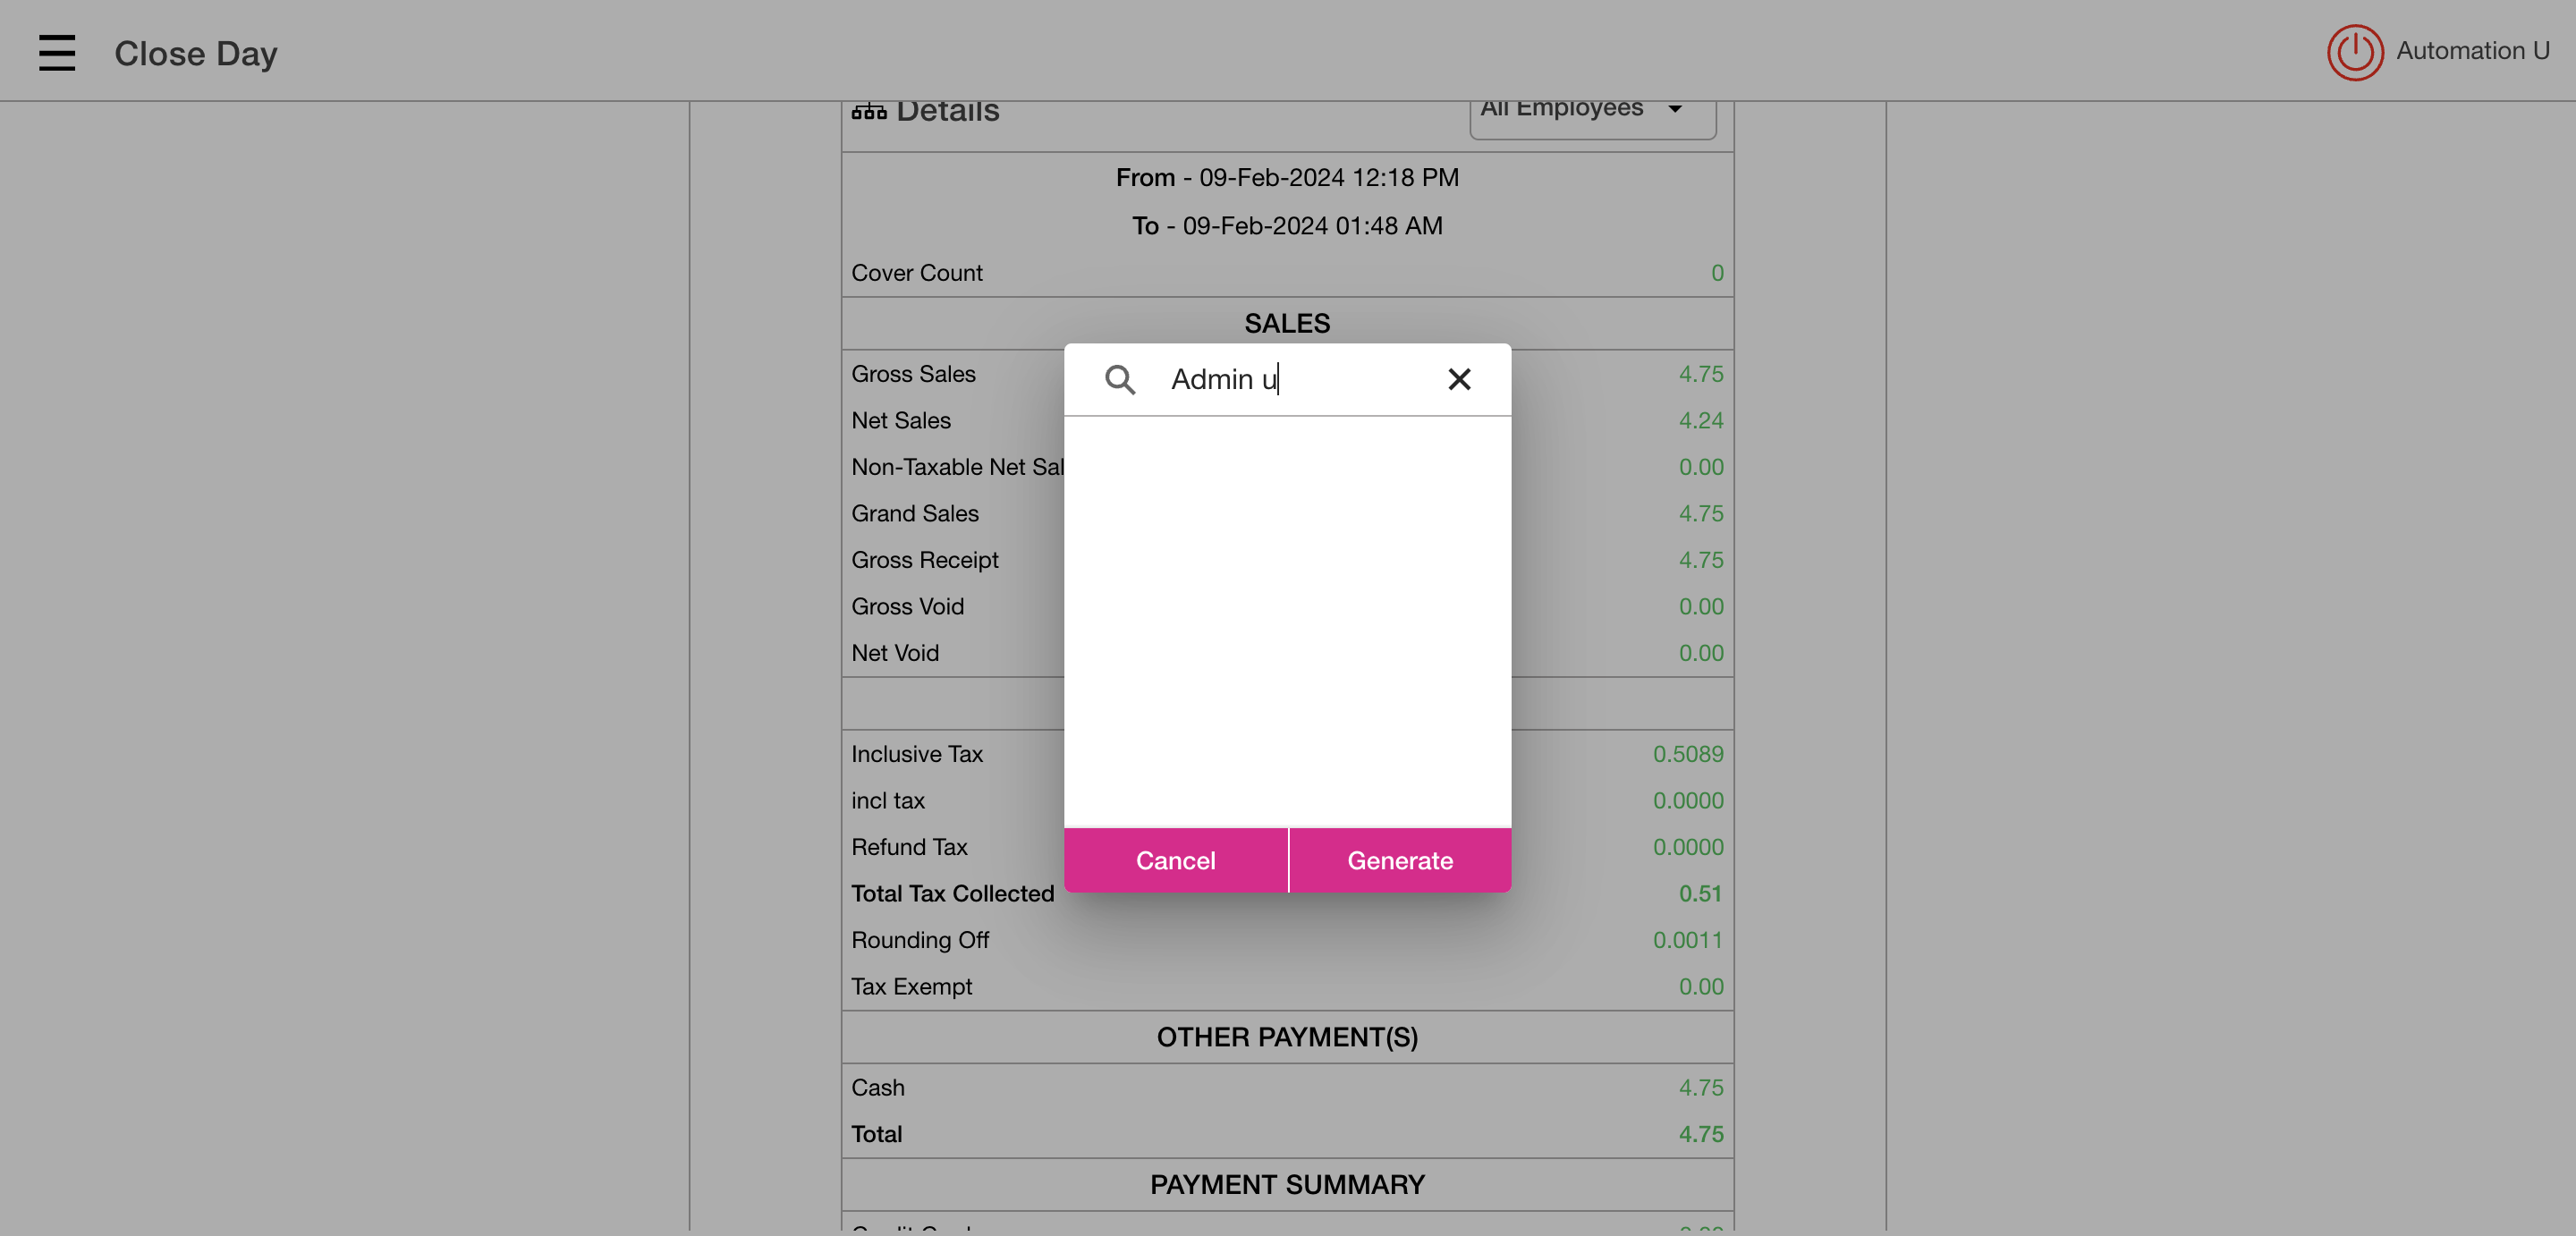 Close Day
Automation U
Details
All Employees
From - 09-Feb-2024 12:18 PM
To - 09-Feb-2024 01:48 AM
Cover Count 0
SALES
Gross Sales 4.75
Net Sales 4.24
Non-Taxable Net Sal 0.00
Grand Sales 4.75
Gross Receipt 4.75
Gross Void 0.00
Net Void 0.00
Admin u
Cancel Generate
Inclusive Tax 0.5089
incl tax 0.0000
Refund Tax 0.0000
Total Tax Collected 0.51
Rounding Off 0.0011
Tax Exempt 0.00
OTHER PAYMENT(S)
Cash 4.75
Total 4.75
PAYMENT SUMMARY